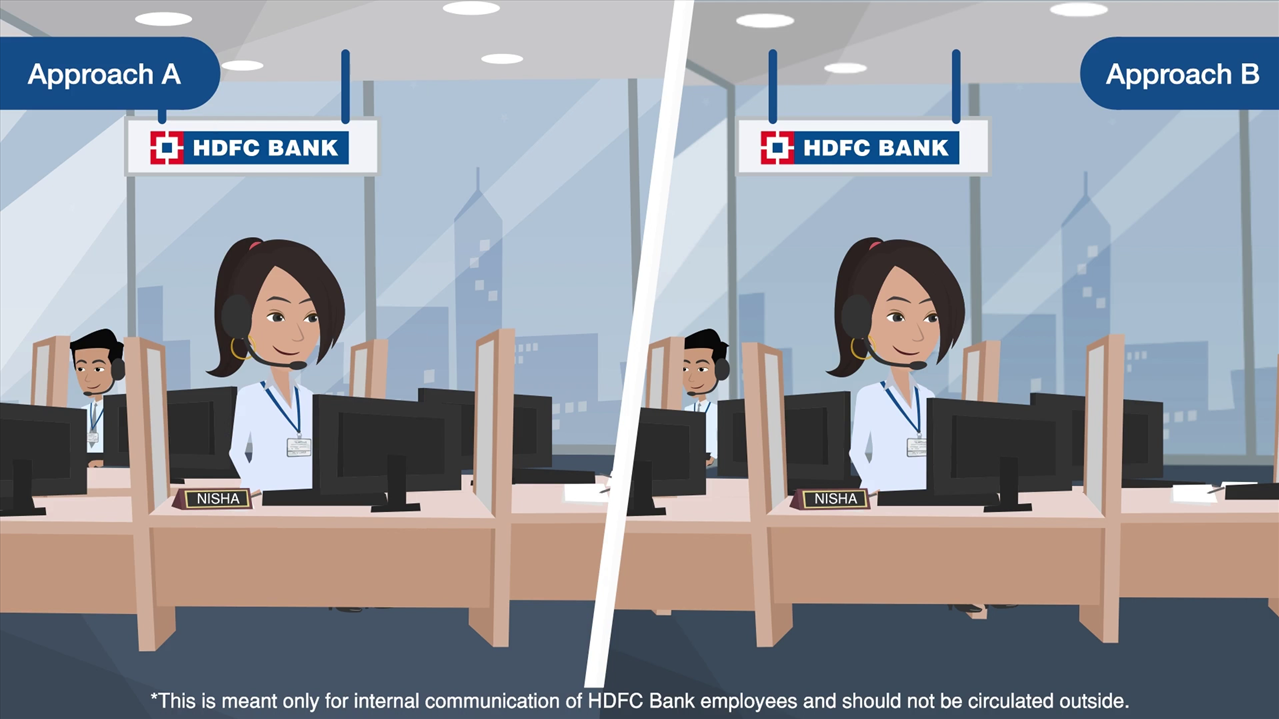 Approach A
Approach B
HDFC BANK
HDFC BANK
NISHA
NISHA
*This is meant only for internal communication of HDFC Bank employees and should not be circulated outside.